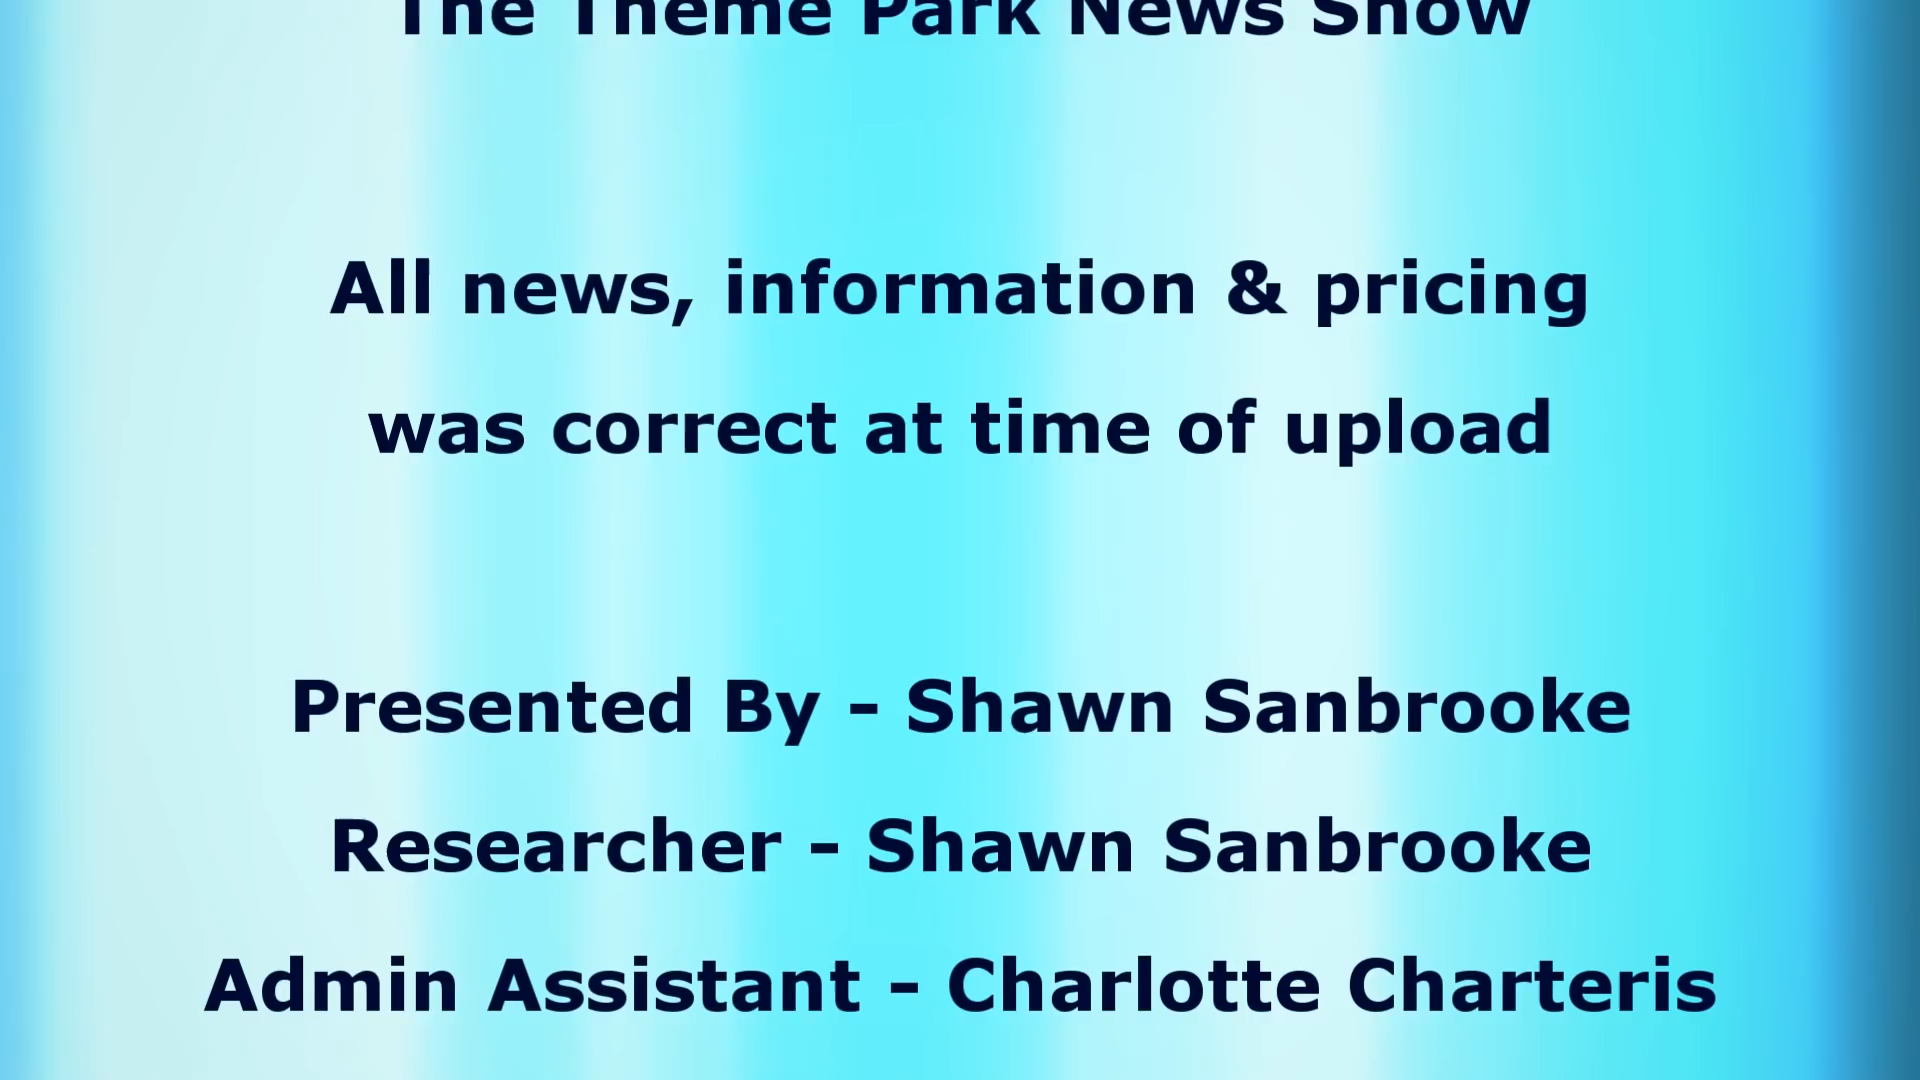 The Theme Park News Show
All news, information & pricing
was correct at time of upload
Presented By - Shawn Sanbrooke
Researcher - Shawn Sanbrooke
Admin Assistant - Charlotte Charteris